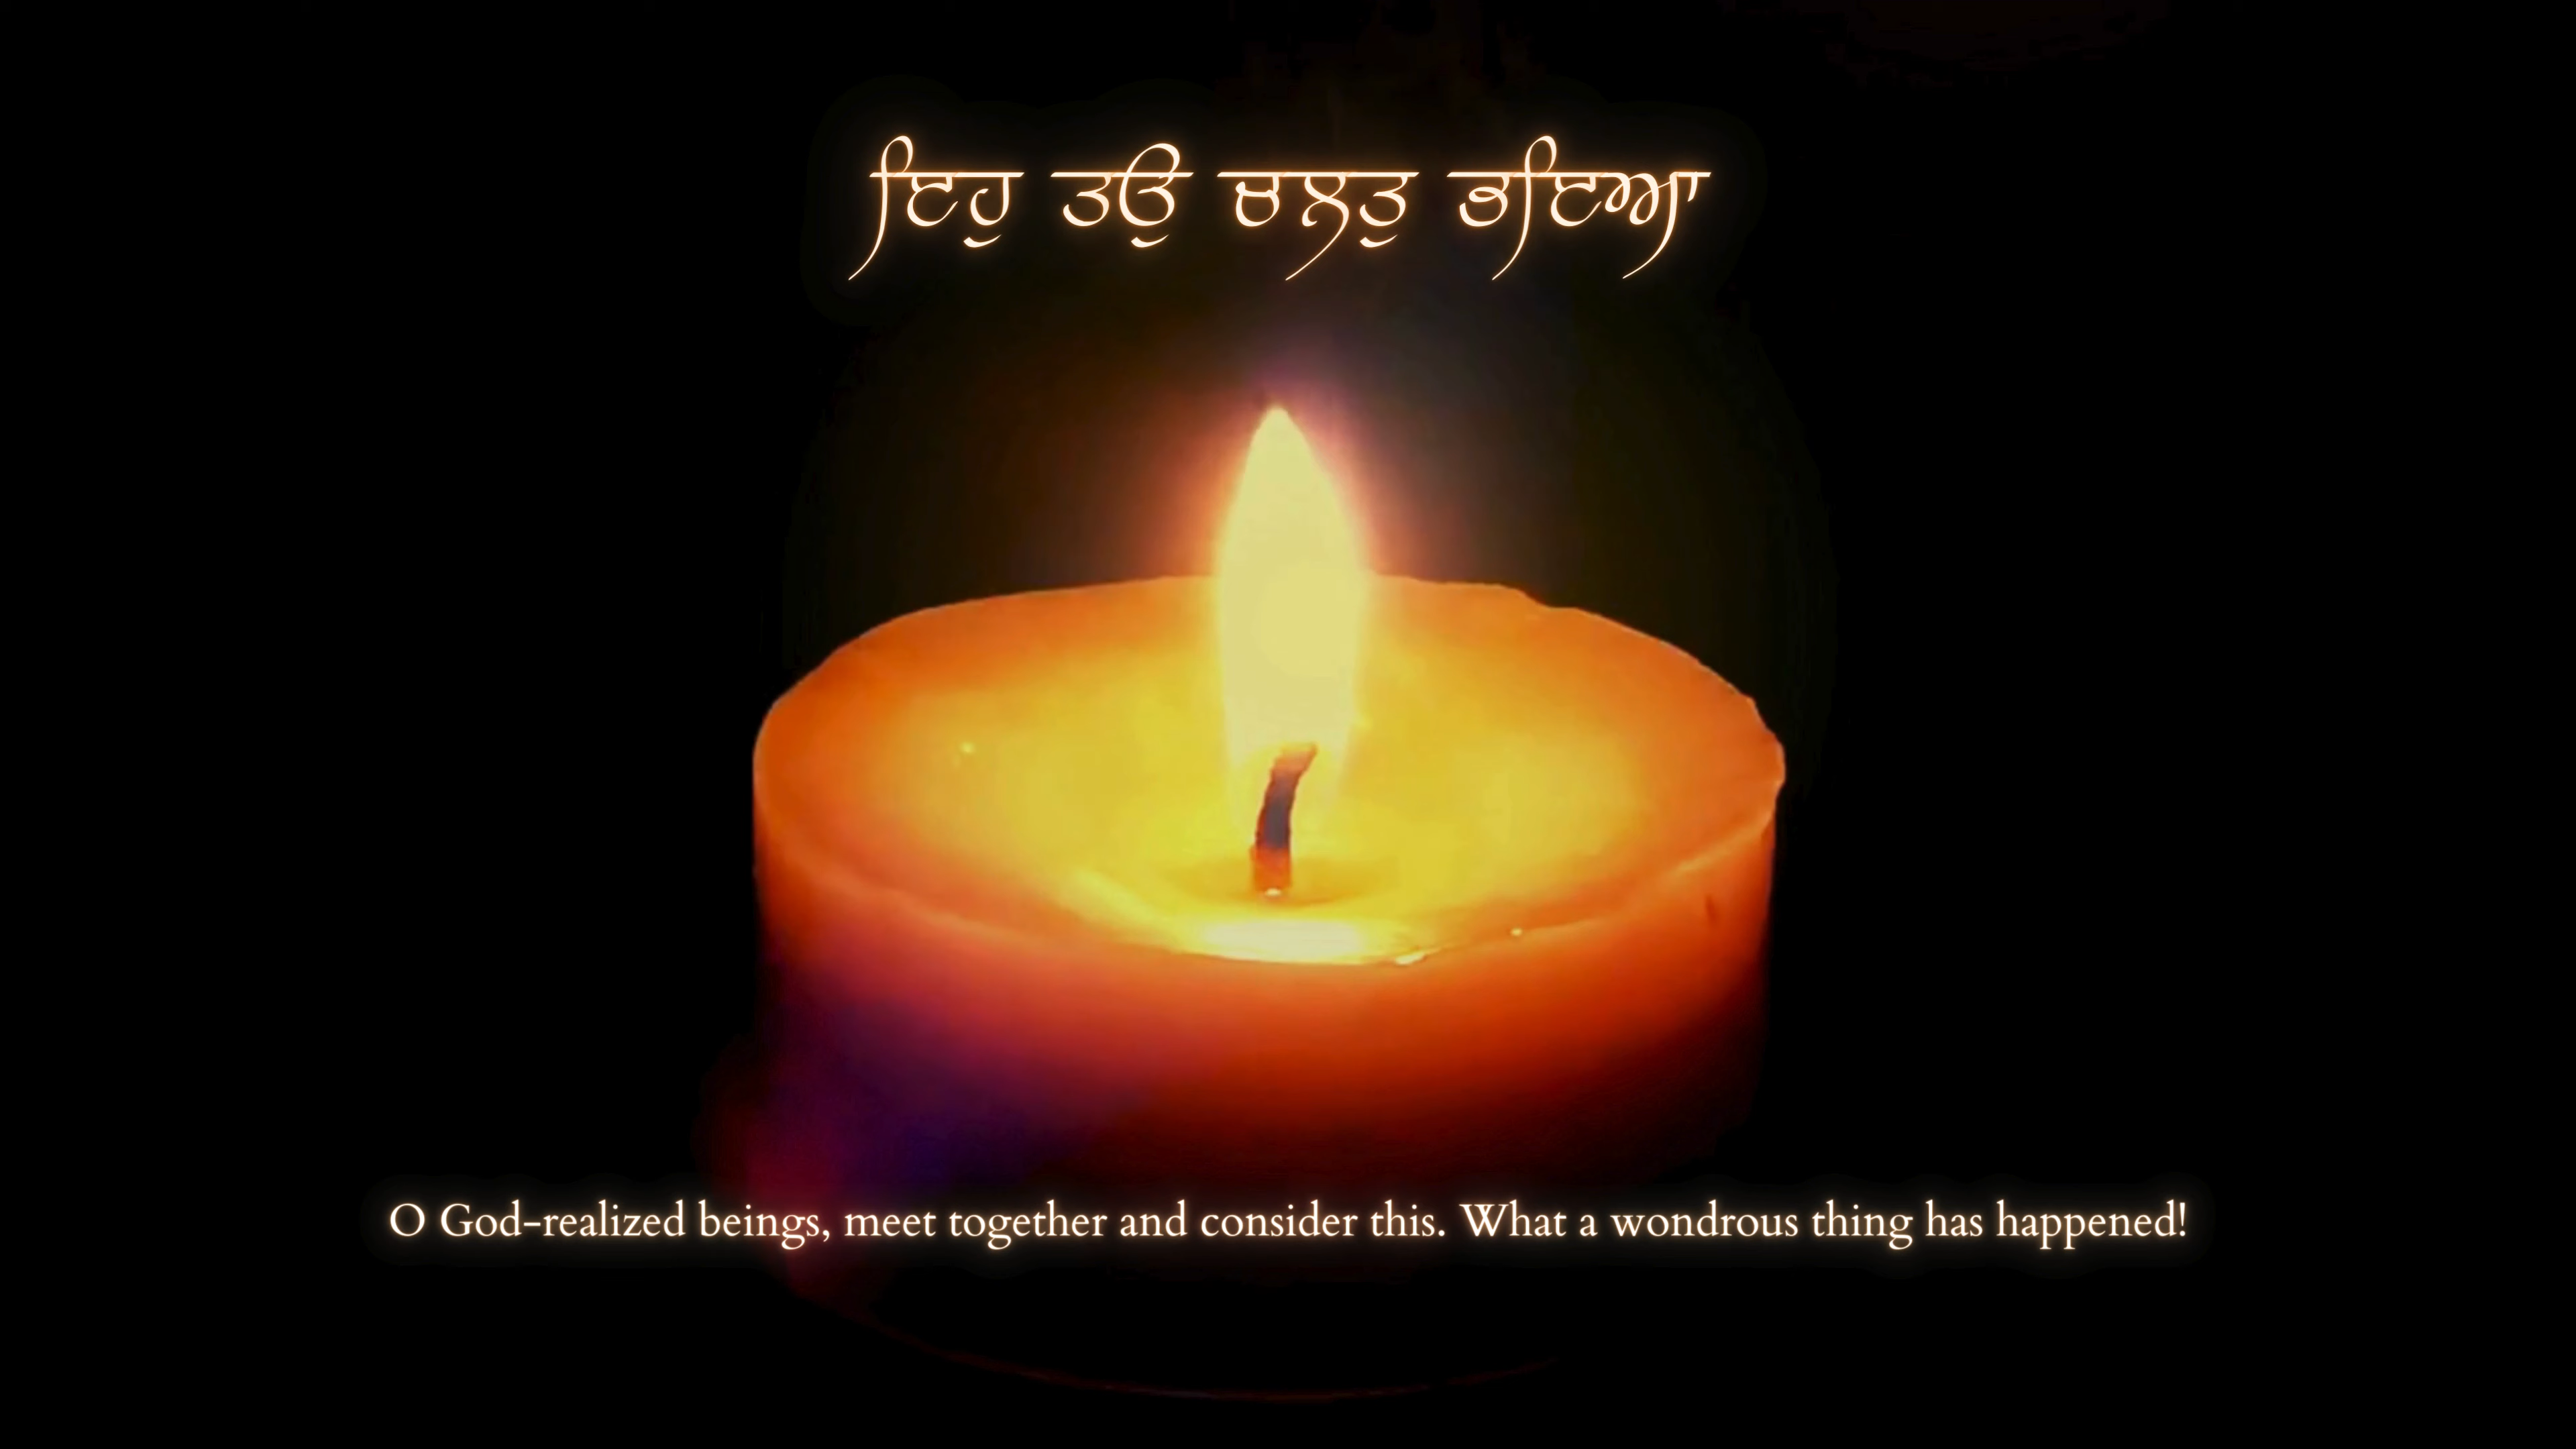 ਇਹੁ ਤਉ ਚਲਤੁ ਭਇਆ
O God-realized beings, meet together and consider this. What a wondrous thing has happened!